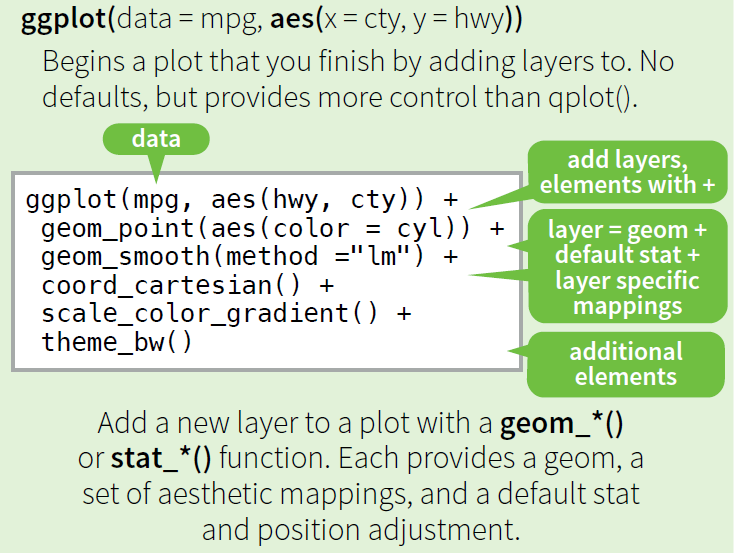 ggplot(data = mpg, aes(x = cty, y = hwy))
Begins a plot that you finish by adding layers to. No
defaults, but provides more control than qplot().
data
ggplot(mpg, aes(hwy, cty)) +
geom_point(aes(color = cyl)) +
geom_smooth(method ="lm") +
coord_cartesian() +
scale_color_gradient() +
theme_bw()
add layers,
elements with +
layer = geom +
default stat +
layer specific
mappings
additional
elements
Add a new layer to a plot with a geom_*()
or stat_*() function. Each provides a geom, a
set of aesthetic mappings, and a default stat
and position adjustment.